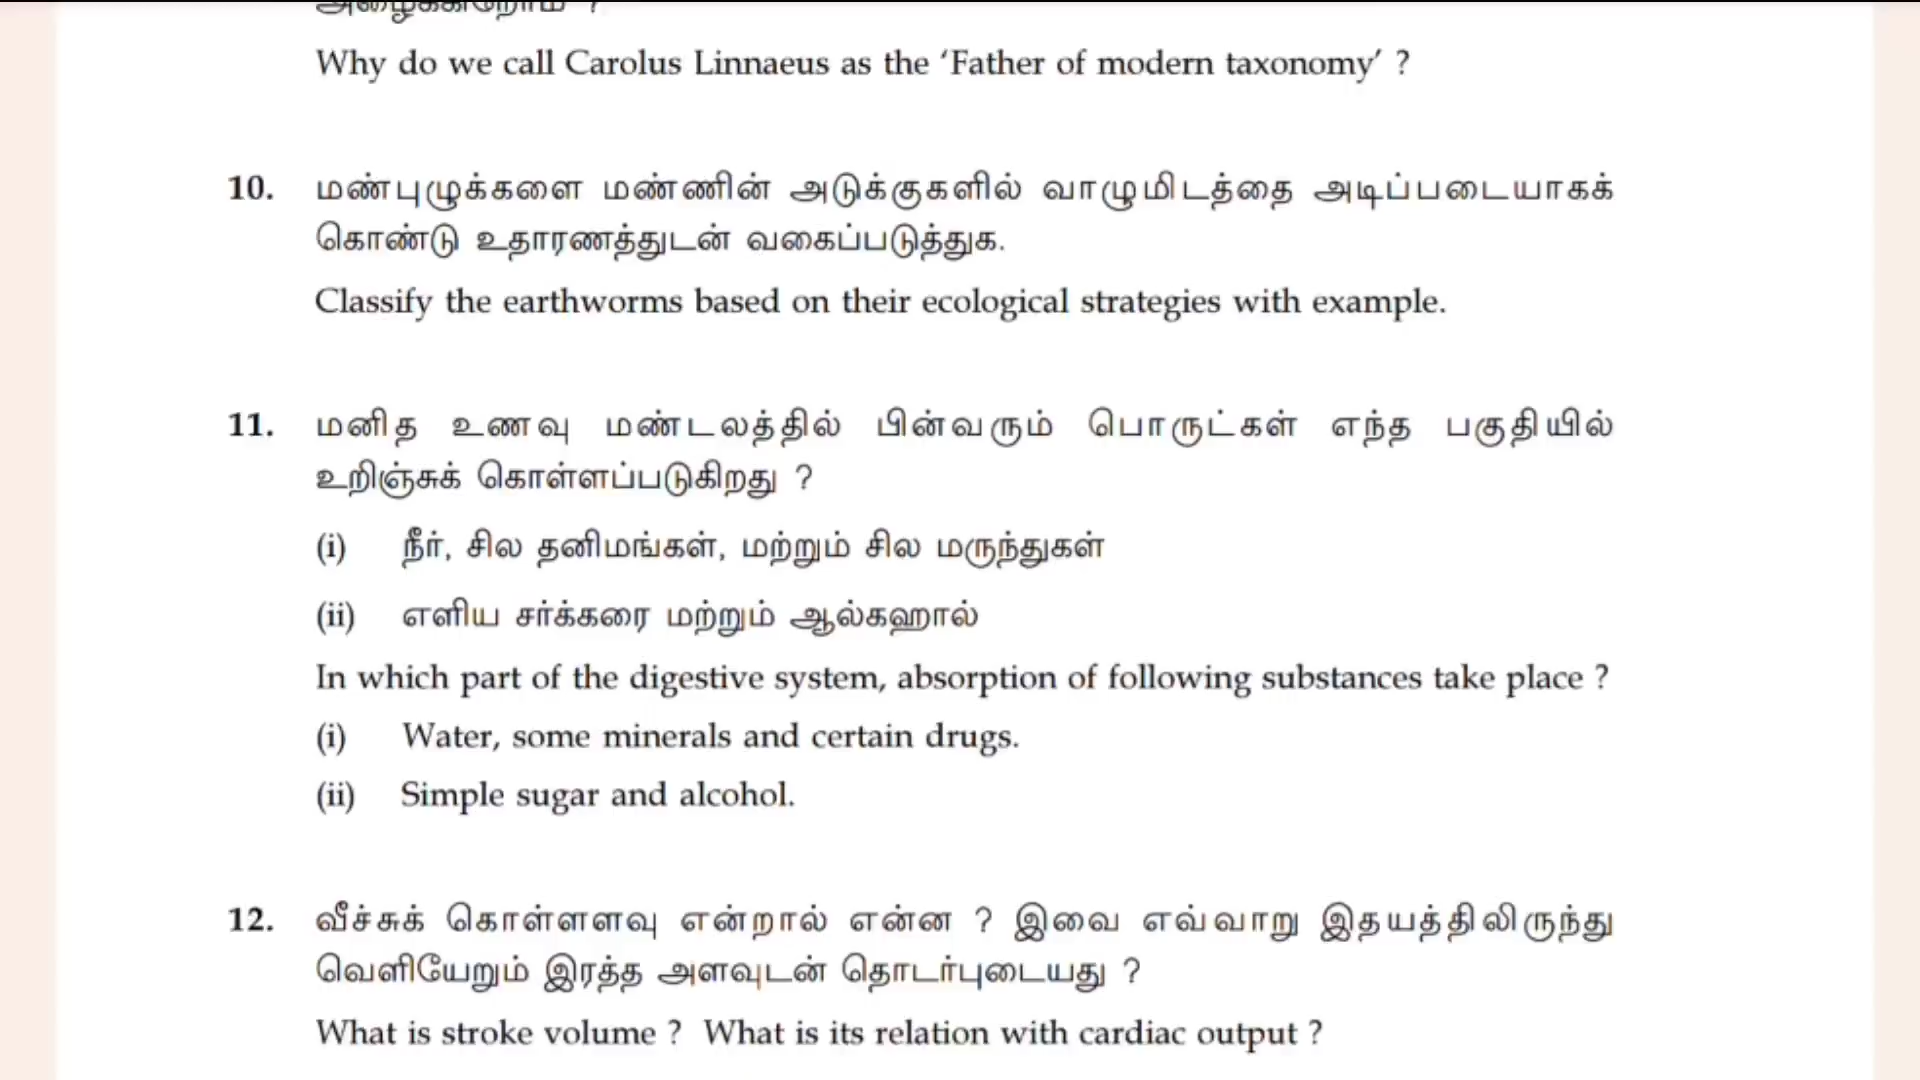 Why do we call Carolus Linnaeus as the ‘Father of modern taxonomy’ ?
10. மண்புழுக்களை மண்ணின் அடுக்குகளில் வாழுமிடத்தை அடிப்படையாகக்
கொண்டு உதாரணத்துடன் வகைப்படுத்துக.
Classify the earthworms based on their ecological strategies with example.
11. மனித உணவு மண்டலத்தில் பின்வரும் பொருட்கள் எந்த பகுதியில்
உறிஞ்சுக் கொள்ளப்படுகிறது ?
(i) நீர், சில தனிமங்கள், மற்றும் சில மருந்துகள்
(ii) எளிய சர்க்கரை மற்றும் ஆல்கஹால்
In which part of the digestive system, absorption of following substances take place ?
(i) Water, some minerals and certain drugs.
(ii) Simple sugar and alcohol.
12. வீச்சுக் கொள்ளளவு என்றால் என்ன ? இவை எவ்வாறு இதயத்திலிருந்து
வெளியேறும் இரத்த அளவுடன் தொடர்புடையது ?
What is stroke volume ? What is its relation with cardiac output ?